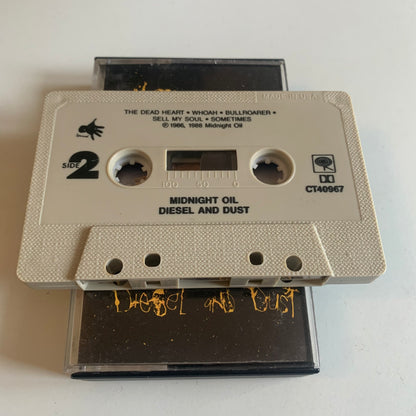 THE DEAD HEART • WHOAH • BULLROARER •
SELL MY SOUL • SOMETIMES
℗ 1986, 1988 Midnight Oil
SIDE 2
100 50 0
CT40967
MIDNIGHT OIL
DIESEL AND DUST
DIESEL AND DUST